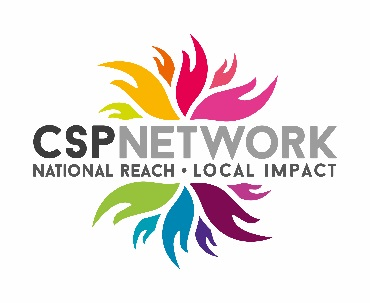 CSPNETWORK
NATIONAL REACH • LOCAL IMPACT